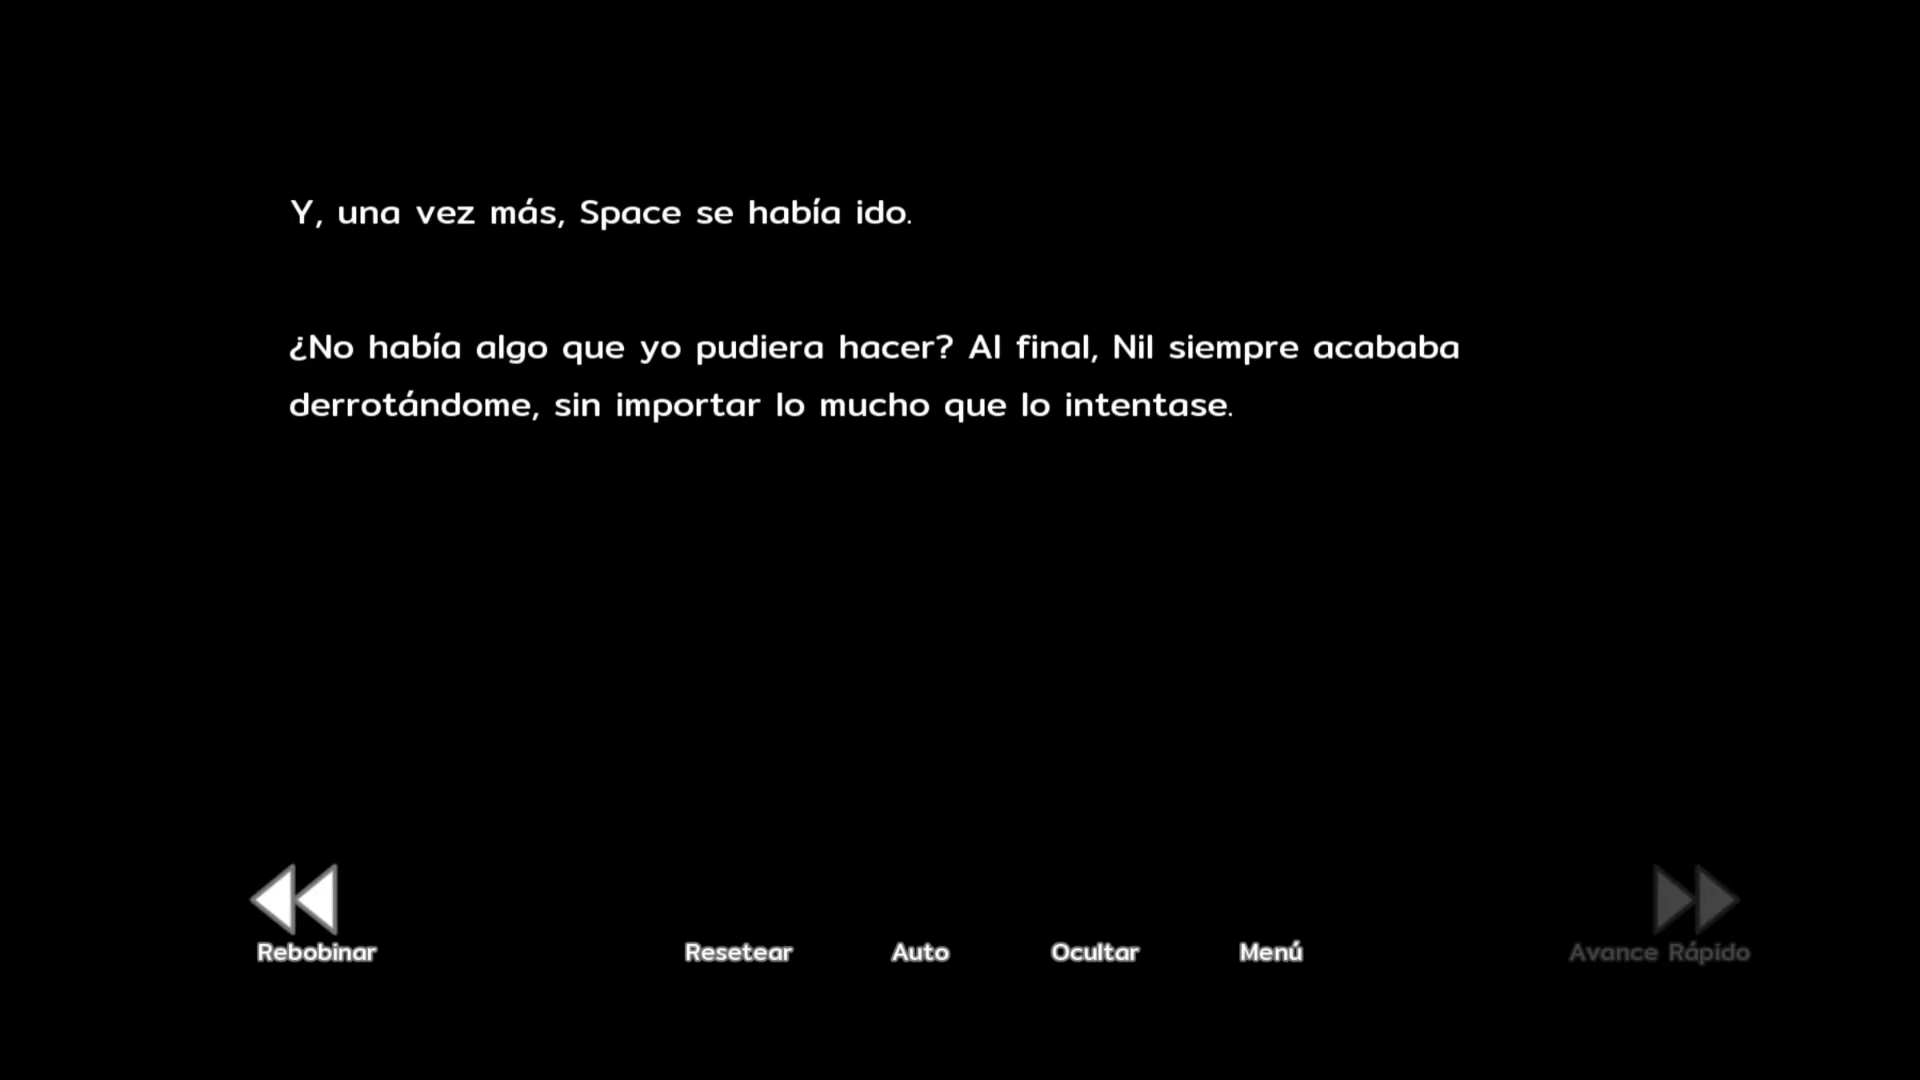 Y, una vez más, Space se había ido.
¿No había algo que yo pudiera hacer? Al final, Nil siempre acababa
derrotándome, sin importar lo mucho que lo intentase.
Rebobinar
Resetear
Auto
Ocultar
Menú
Avance Rápido